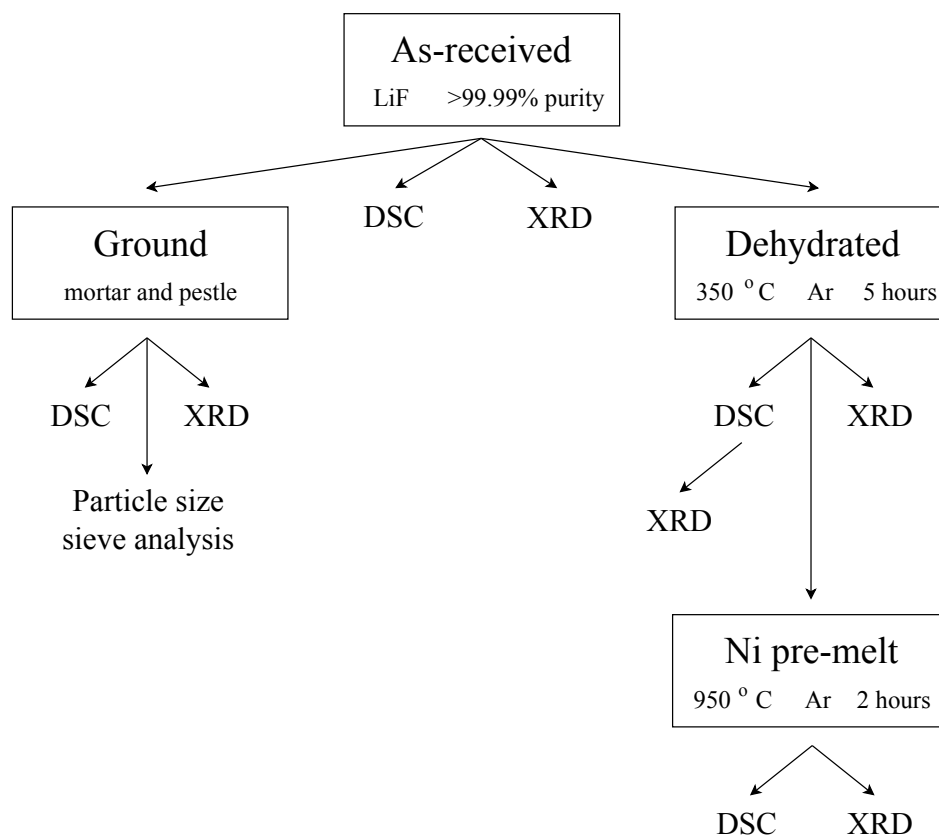 As-received
LiF >99.99% purity
DSC
XRD
Ground
mortar and pestle
Dehydrated
350 °C Ar 5 hours
DSC
XRD
DSC
XRD
Particle size
sieve analysis
XRD
Ni pre-melt
950 °C Ar 2 hours
DSC
XRD